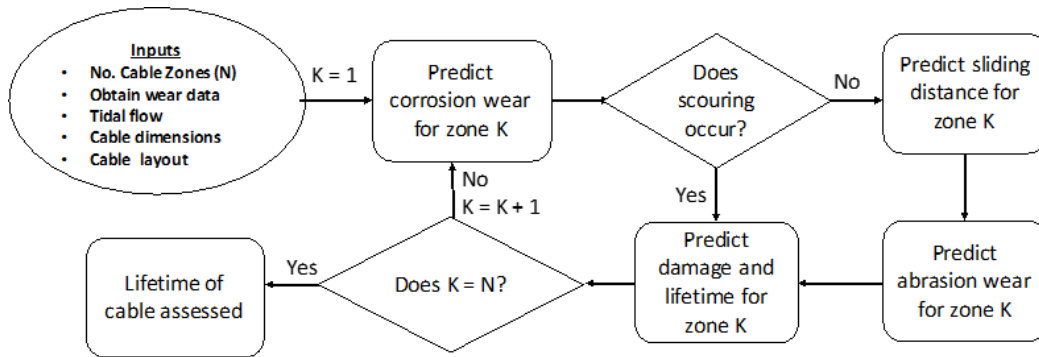 Inputs
• No. Cable Zones (N)
• Obtain wear data
• Tidal flow
• Cable dimensions
• Cable layout
K = 1
Predict
corrosion wear
for zone K
Does
scouring
occur?
No
Predict sliding
distance for
zone K
Yes
No
K = K + 1
Predict
abrasion wear
for zone K
Predict
damage and
lifetime for
zone K
Does K = N?
Yes
Lifetime of
cable assessed